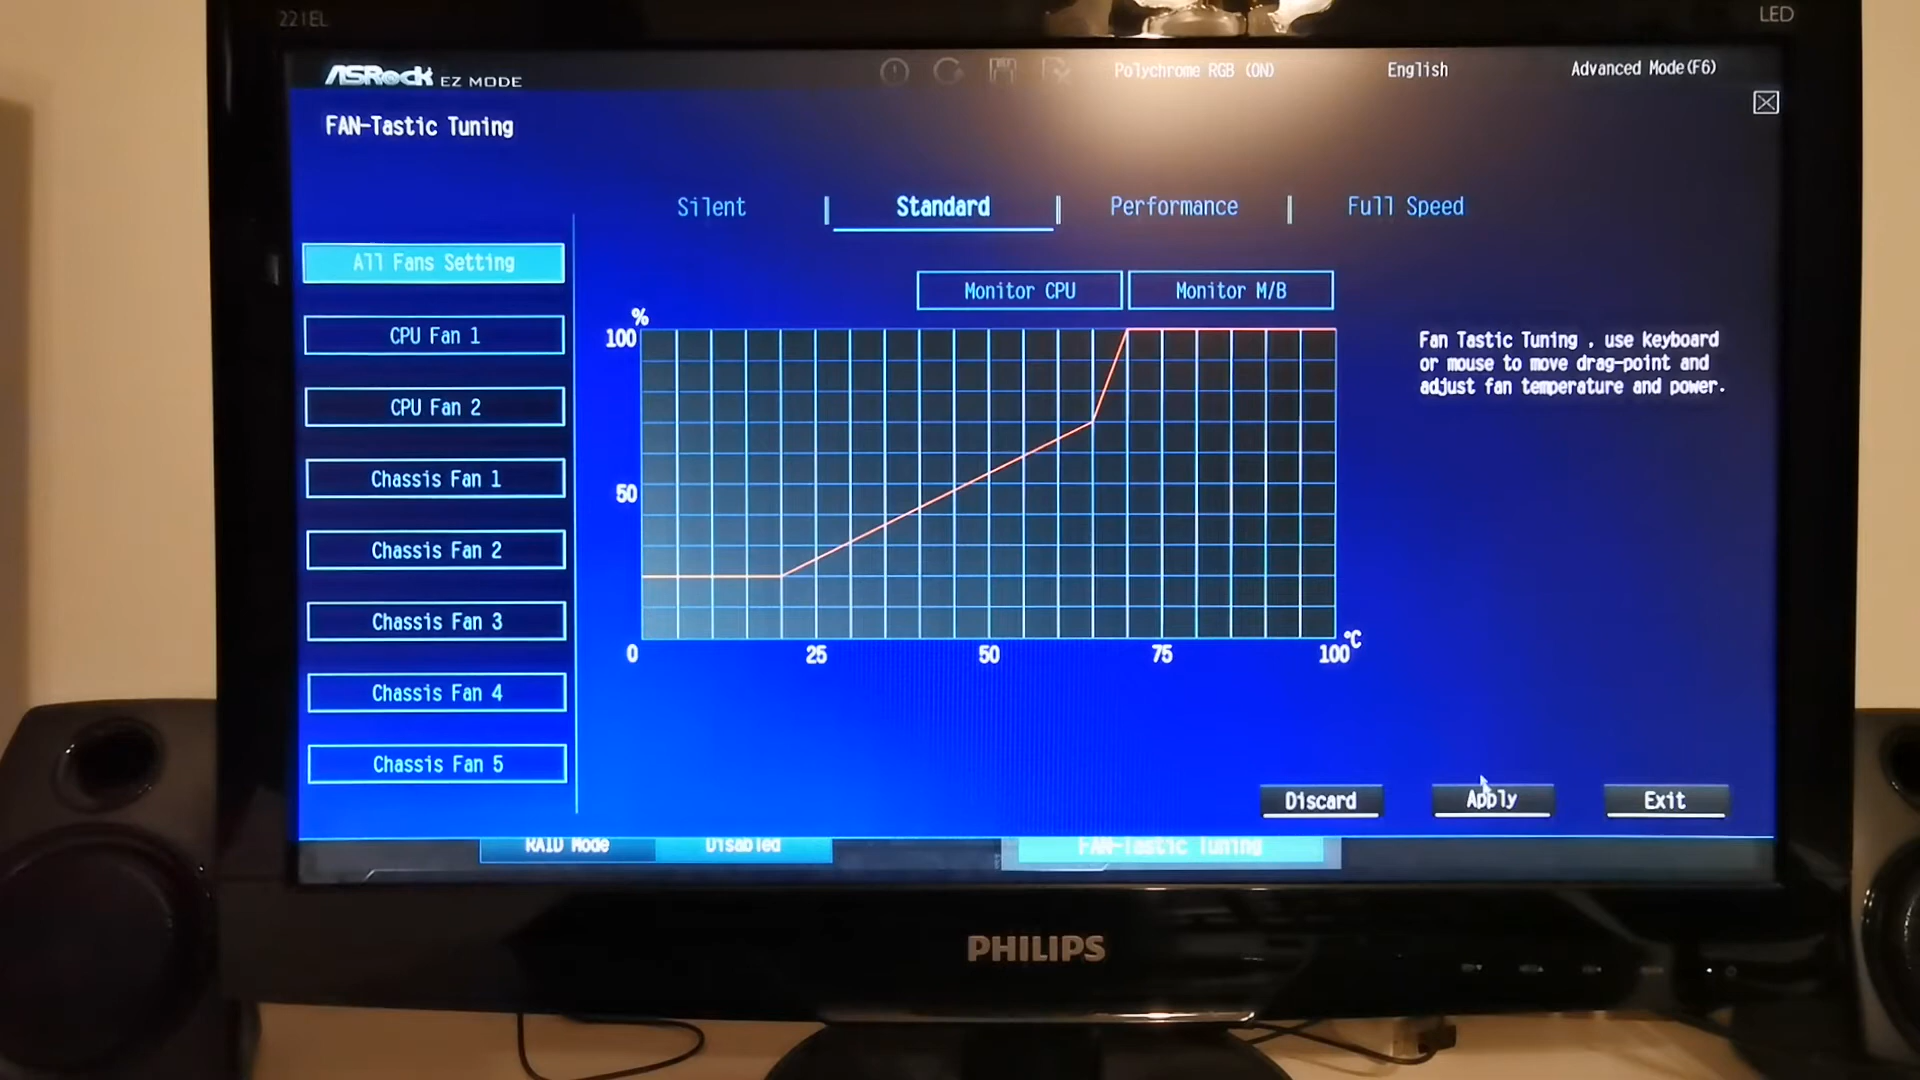 221EL
LED
ASRock EZ MODE
Polychrome RGB (ON)
English
Advanced Mode(F6)
FAN-Tastic Tuning
Silent
Standard
Performance
Full Speed
All Fans Setting
CPU Fan 1
CPU Fan 2
Chassis Fan 1
Chassis Fan 2
Chassis Fan 3
Chassis Fan 4
Chassis Fan 5
Monitor CPU
Monitor M/B
%
100
50
0
25
50
75
100
°C
Fan Tastic Tuning , use keyboard
or mouse to move drag-point and
adjust fan temperature and power.
Discard
Apply
Exit
RAID Mode
Disabled
FAN-Tastic Tuning
PHILIPS